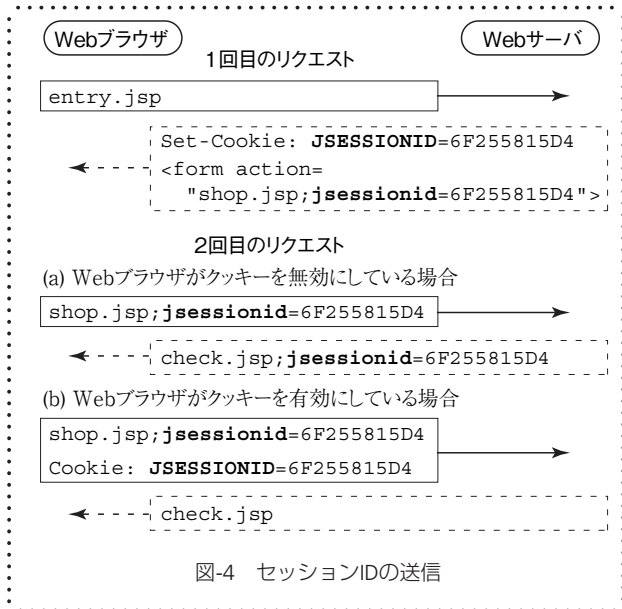 Webブラウザ
Webサーバ
1回目のリクエスト
entry.jsp
Set-Cookie: JSESSIONID=6F255815D4
<form action=
"shop.jsp;jsessionid=6F255815D4">
2回目のリクエスト
(a) Webブラウザがクッキーを無効にしている場合
shop.jsp;jsessionid=6F255815D4
check.jsp;jsessionid=6F255815D4
(b) Webブラウザがクッキーを有効にしている場合
shop.jsp;jsessionid=6F255815D4
Cookie: JSESSIONID=6F255815D4
check.jsp
図-4 セッションIDの送信